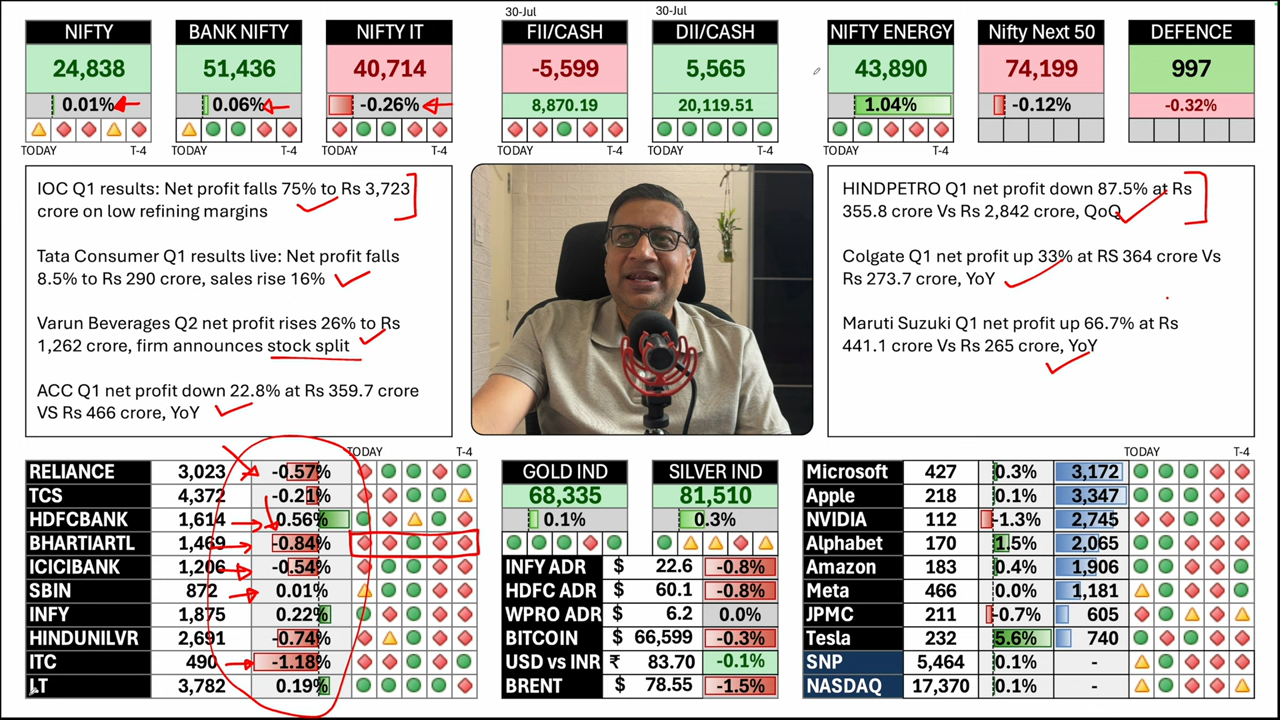 30-Jul
30-Jul
NIFTY
24,838
0.01%
TODAY T-4
BANK NIFTY
51,436
0.06%
NIFTY IT
40,714
-0.26%
TODAY T-4
FII/CASH
-5,599
8,870.19
DII/CASH
5,565
20,119.51
NIFTY ENERGY
43,890
1.04%
TODAY T-4
Nifty Next 50
74,199
-0.12%
DEFENCE
997
-0.32%
IOC Q1 results: Net profit falls 75% to Rs 3,723
crore on low refining margins
Tata Consumer Q1 results live: Net profit falls
8.5% to Rs 290 crore, sales rise 16%
Varun Beverages Q2 net profit rises 26% to Rs
1,262 crore, firm announces stock split
ACC Q1 net profit down 22.8% at Rs 359.7 crore
VS Rs 466 crore, YoY
HINDPETRO Q1 net profit down 87.5% at Rs
355.8 crore Vs Rs 2,842 crore, QoQ
Colgate Q1 net profit up 33% at RS 364 crore Vs
Rs 273.7 crore, YoY
Maruti Suzuki Q1 net profit up 66.7% at Rs
441.1 crore Vs Rs 265 crore, YoY
TODAY T-4
RELIANCE 3,023 -0.57%
TCS 4,372 -0.21%
HDFCBANK 1,614 0.56%
BHARTIARTL 1,469 -0.84%
ICICIBANK 1,206 -0.54%
SBIN 872 0.01%
INFY 1,875 0.22%
HINDUNILVR 2,691 -0.74%
ITC 490 -1.18%
LT 3,782 0.19%
GOLD IND
68,335
0.1%
SILVER IND
81,510
0.3%
INFY ADR $ 22.6 -0.8%
HDFC ADR $ 60.1 -0.8%
WPRO ADR $ 6.2 0.0%
BITCOIN $ 66,599 -0.3%
USD vs INR ₹ 83.70 -0.1%
BRENT $ 78.55 -1.5%
TODAY T-4
Microsoft 427 0.3% 3,172
Apple 218 0.1% 3,347
NVIDIA 112 -1.3% 2,745
Alphabet 170 1.5% 2,065
Amazon 183 0.4% 1,906
Meta 466 0.0% 1,181
JPMC 211 -0.7% 605
Tesla 232 5.6% 740
SNP 5,464 0.1% -
NASDAQ 17,370 0.1% -